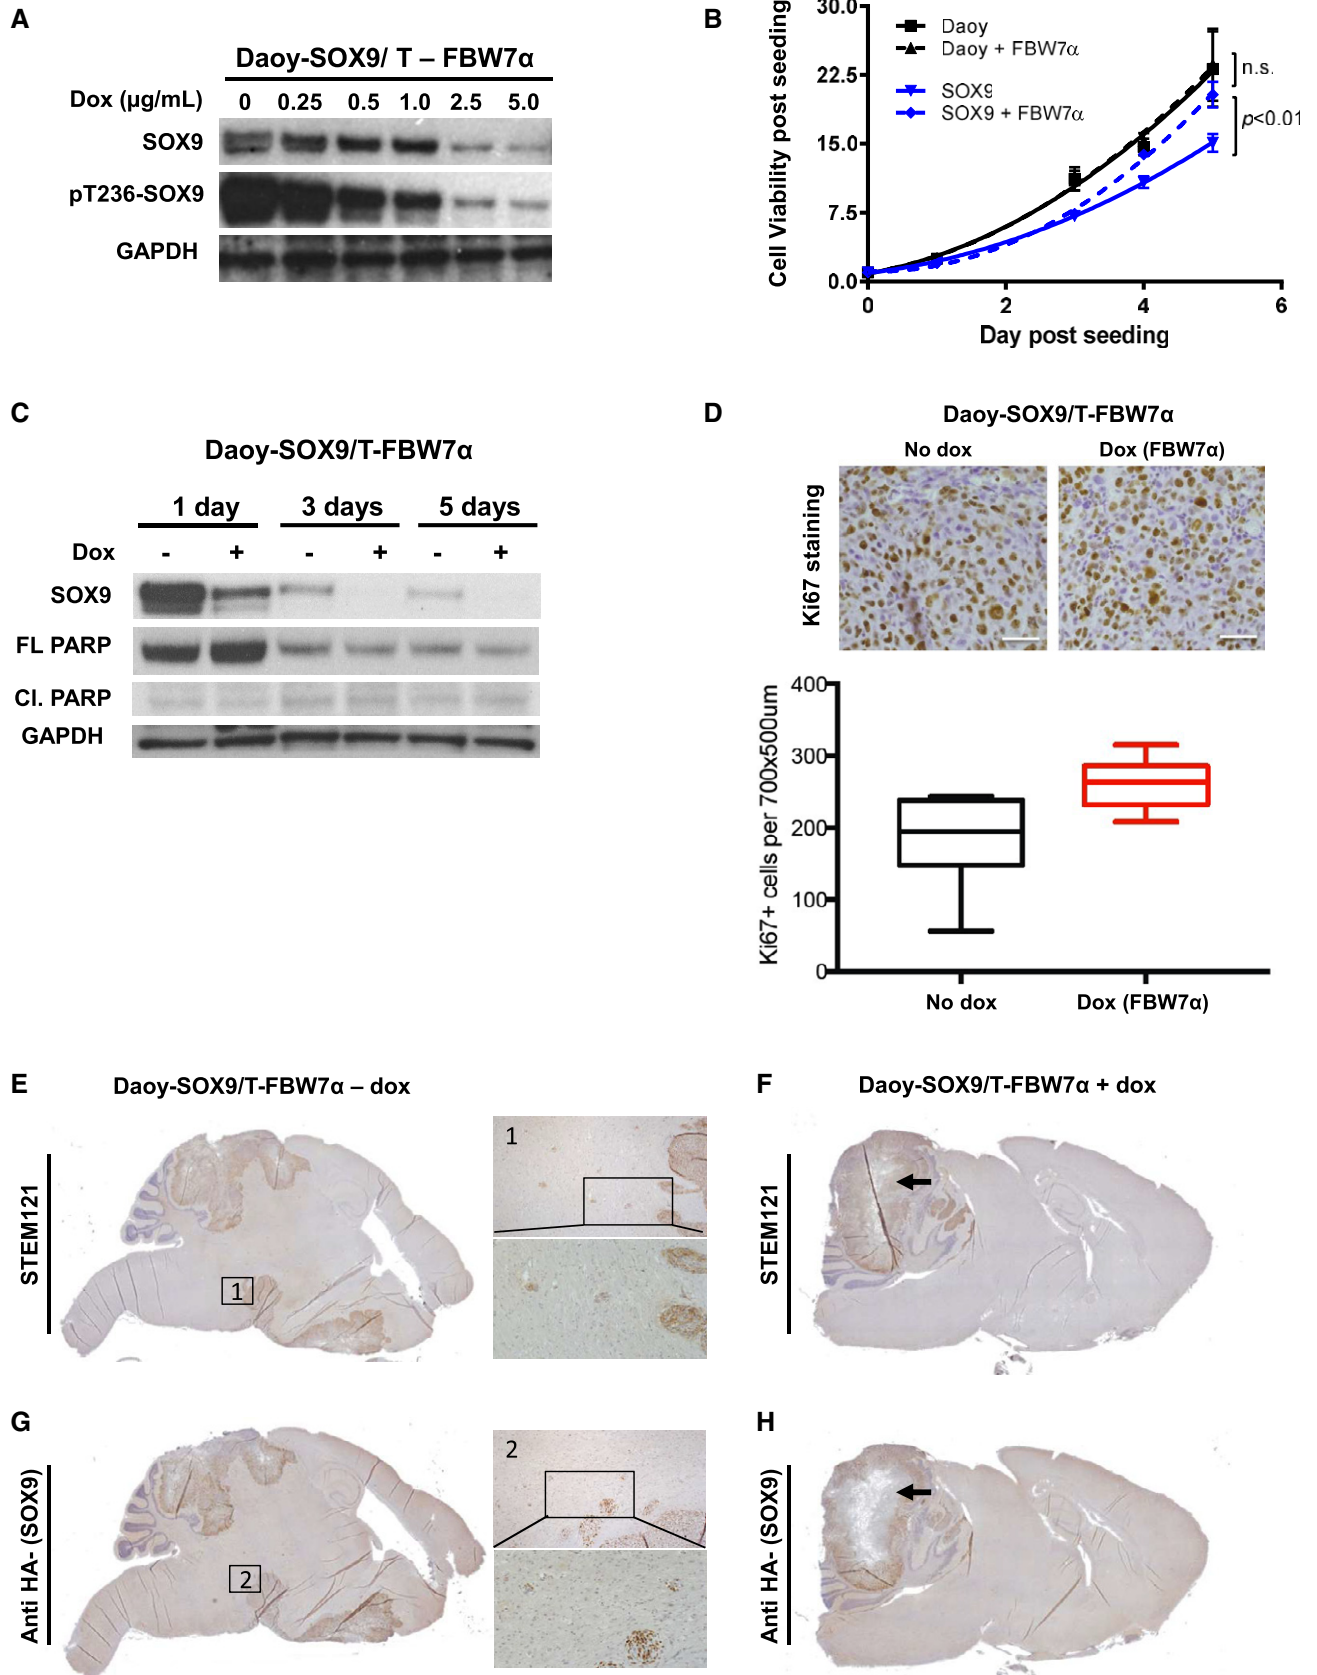 A
Daoy-SOX9/ T – FBW7α
Dox (µg/mL) 0 0.25 0.5 1.0 2.5 5.0
SOX9
pT236-SOX9
GAPDH
B
Cell Viability post seeding
30.0
22.5
15.0
7.5
0.0
Daoy
Daoy + FBW7α
SOX9
SOX9 + FBW7α
n.s.
p<0.01
0 2 4 6
Day post seeding
C
Daoy-SOX9/T-FBW7α
1 day 3 days 5 days
Dox - + - + - +
SOX9
FL PARP
Cl. PARP
GAPDH
D
Daoy-SOX9/T-FBW7α
No dox Dox (FBW7α)
Ki67 staining
Ki67+ cells per 700x500um
400
300
200
100
0
No dox Dox (FBW7α)
E
Daoy-SOX9/T-FBW7α – dox
STEM121
1
1
F
Daoy-SOX9/T-FBW7α + dox
STEM121
G
Anti HA- (SOX9)
2
2
H
Anti HA- (SOX9)